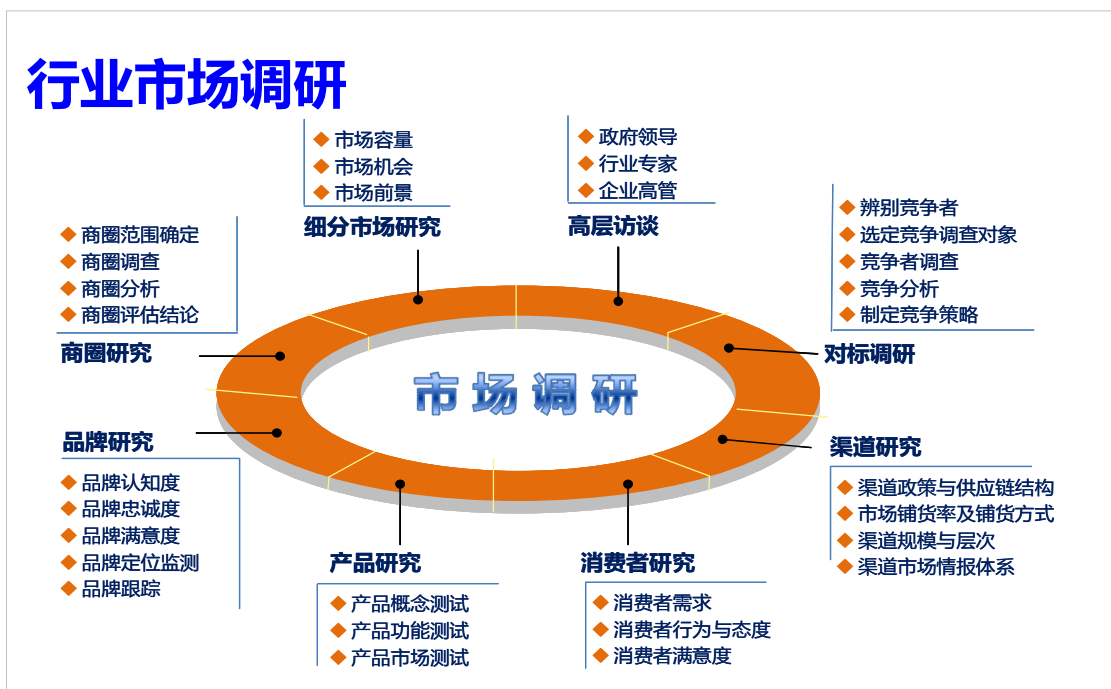 行业市场调研
市场容量
市场机会
市场前景
细分市场研究
政府领导
行业专家
企业高管
高层访谈
辨别竞争者
选定竞争调查对象
竞争者调查
竞争分析
制定竞争策略
对标调研
商圈范围确定
商圈调查
商圈分析
商圈评估结论
商圈研究
市场调研
品牌研究
品牌认知度
品牌忠诚度
品牌满意度
品牌定位监测
品牌跟踪
产品研究
产品概念测试
产品功能测试
产品市场测试
消费者研究
消费者需求
消费者行为与态度
消费者满意度
渠道研究
渠道政策与供应链结构
市场铺货率及铺货方式
渠道规模与层次
渠道市场情报体系